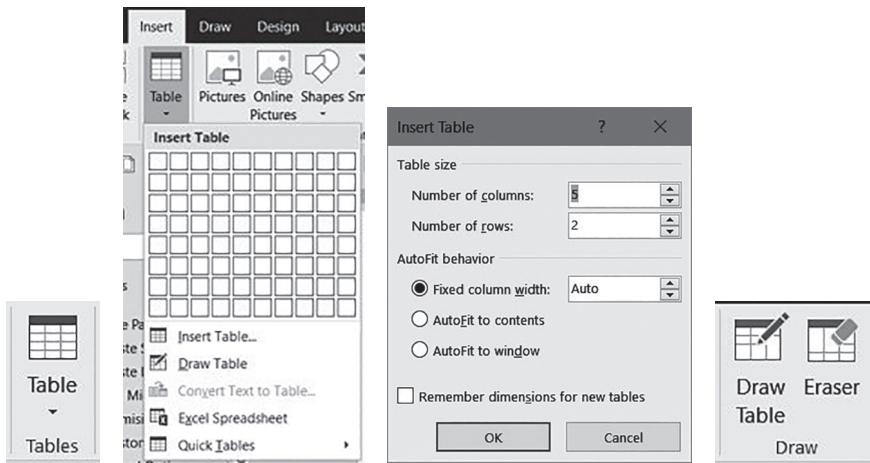 Table
Tables
Insert Draw Design Layout
Table Pictures Online Shapes Sm
Pictures
Insert Table
Insert Table...
Draw Table
Convert Text to Table...
Excel Spreadsheet
Quick Tables
Insert Table ? ×
Table size
Number of columns: 5
Number of rows: 2
AutoFit behavior
Fixed column width: Auto
AutoFit to contents
AutoFit to window
Remember dimensions for new tables
OK Cancel
Draw Eraser
Table
Draw